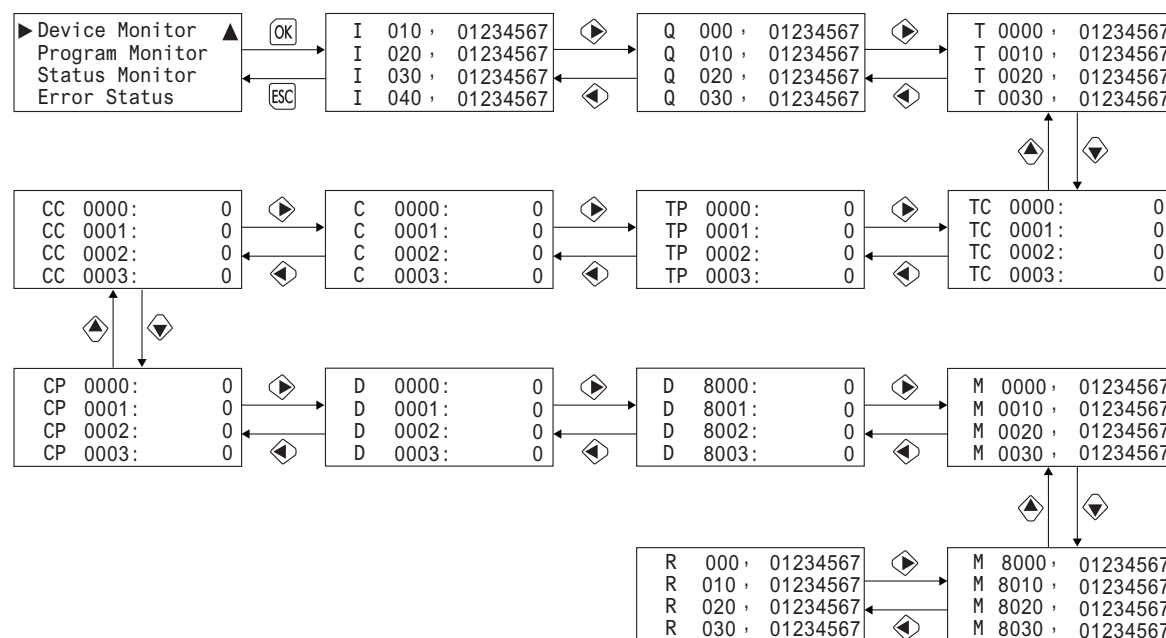 Device Monitor
Program Monitor
Status Monitor
Error Status
OK
ESC
I 010, 01234567
I 020, 01234567
I 030, 01234567
I 040, 01234567
Q 000, 01234567
Q 010, 01234567
Q 020, 01234567
Q 030, 01234567
T 0000, 01234567
T 0010, 01234567
T 0020, 01234567
T 0030, 01234567
CC 0000: 0
CC 0001: 0
CC 0002: 0
CC 0003: 0
C 0000: 0
C 0001: 0
C 0002: 0
C 0003: 0
TP 0000: 0
TP 0001: 0
TP 0002: 0
TP 0003: 0
TC 0000: 0
TC 0001: 0
TC 0002: 0
TC 0003: 0
CP 0000: 0
CP 0001: 0
CP 0002: 0
CP 0003: 0
D 0000: 0
D 0001: 0
D 0002: 0
D 0003: 0
D 8000: 0
D 8001: 0
D 8002: 0
D 8003: 0
M 0000, 01234567
M 0010, 01234567
M 0020, 01234567
M 0030, 01234567
R 000, 01234567
R 010, 01234567
R 020, 01234567
R 030, 01234567
M 8000, 01234567
M 8010, 01234567
M 8020, 01234567
M 8030, 01234567